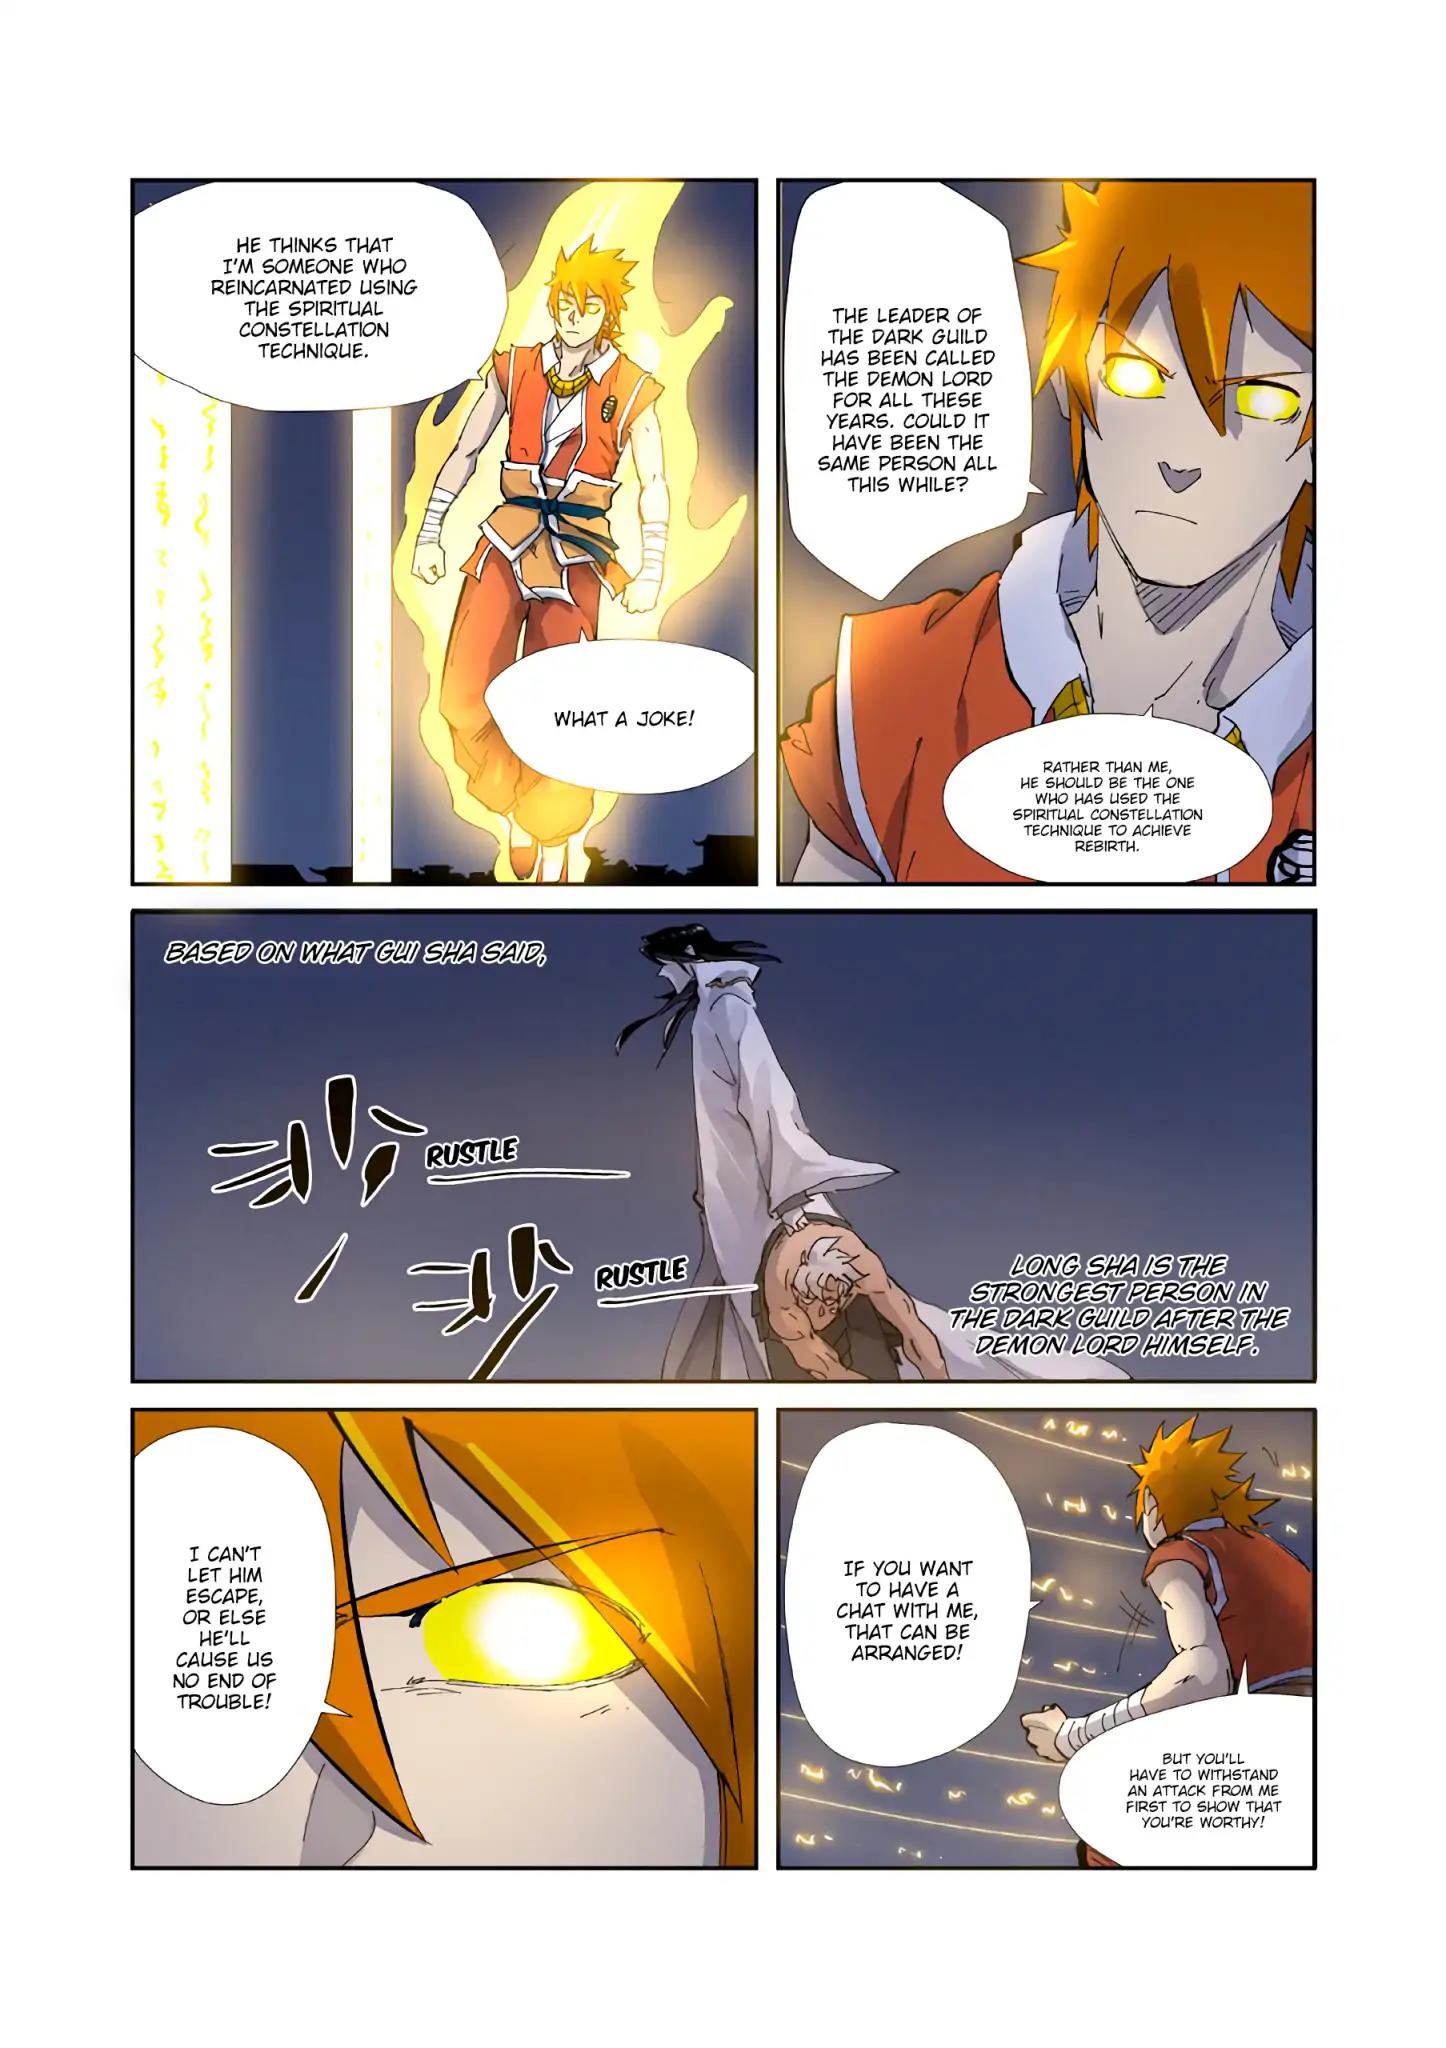 HE THINKS THAT
I'M SOMEONE WHO
REINCARNATED USING
THE SPIRITUAL
CONSTELLATION
TECHNIQUE.
WHAT A JOKE!
THE LEADER OF
THE DARK GUILD
HAS BEEN CALLED
THE DEMON LORD
FOR ALL THESE
YEARS. COULD IT
HAVE BEEN THE
SAME PERSON ALL
THIS WHILE?
RATHER THAN ME,
HE SHOULD BE THE ONE
WHO HAS USED THE
SPIRITUAL CONSTELLATION
TECHNIQUE TO ACHIEVE
REBIRTH.
BASED ON WHAT GUI SHA SAID,
沙
RUSTLE
沙
RUSTLE
LONG SHA IS THE
STRONGEST PERSON IN
THE DARK GUILD AFTER THE
DEMON LORD HIMSELF.
I CAN'T
LET HIM
ESCAPE,
OR ELSE
HE'LL
CAUSE US
NO END OF
TROUBLE!
IF YOU WANT
TO HAVE A
CHAT WITH ME,
THAT CAN BE
ARRANGED!
BUT YOU'LL
HAVE TO WITHSTAND
AN ATTACK FROM ME
FIRST TO SHOW THAT
YOU'RE WORTHY!